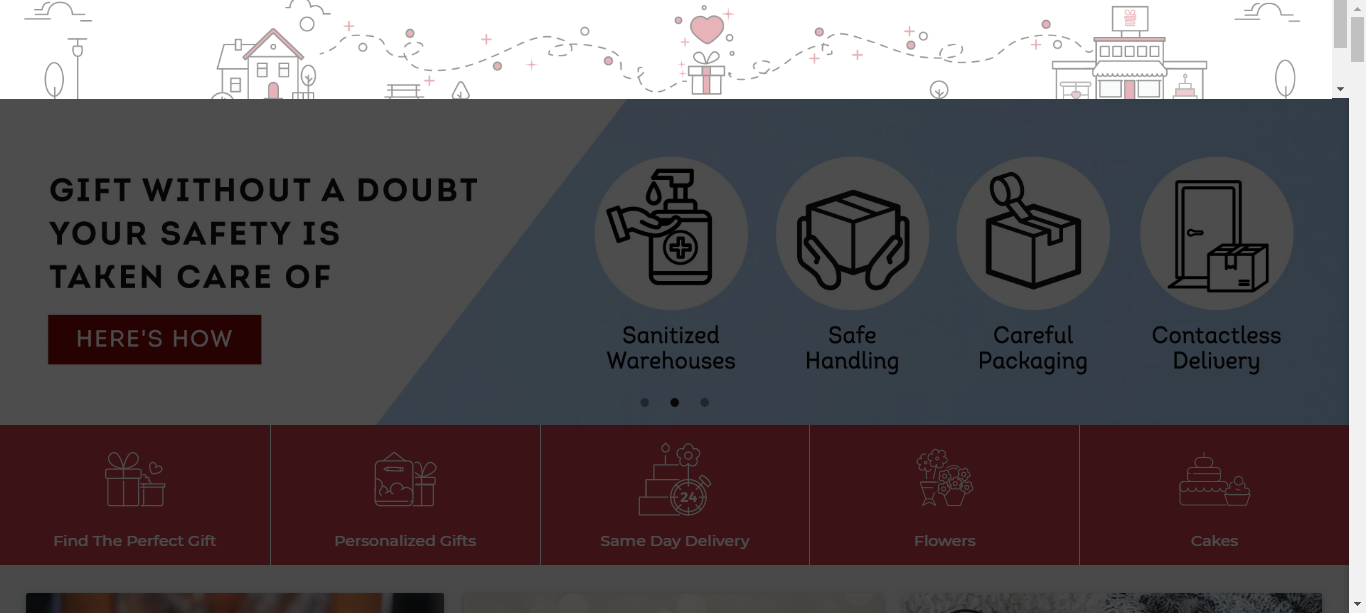 GIFT WITHOUT A DOUBT
YOUR SAFETY IS
TAKEN CARE OF
HERE'S HOW
Sanitized
Warehouses
Safe
Handling
Careful
Packaging
Contactless
Delivery
24
Find The Perfect Gift
Personalized Gifts
Same Day Delivery
Flowers
Cakes